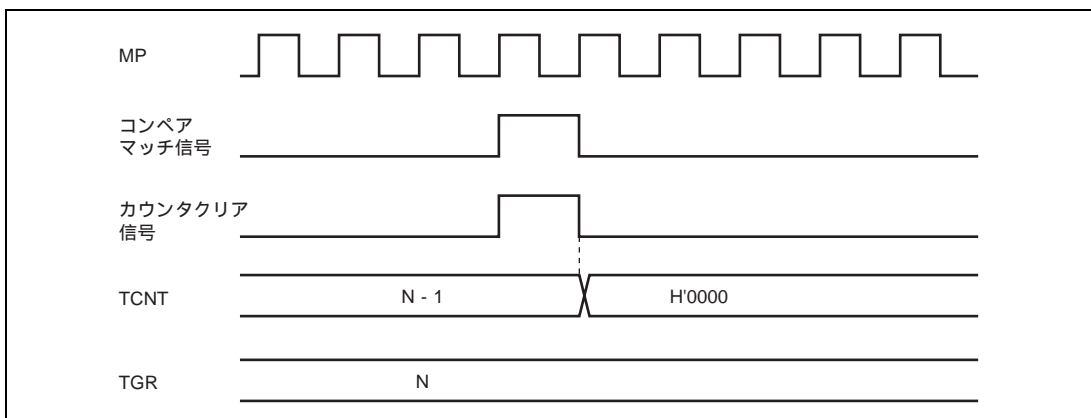 MP
コンペア
マッチ信号
カウンタクリア
信号
TCNT
N - 1
H'0000
TGR
N